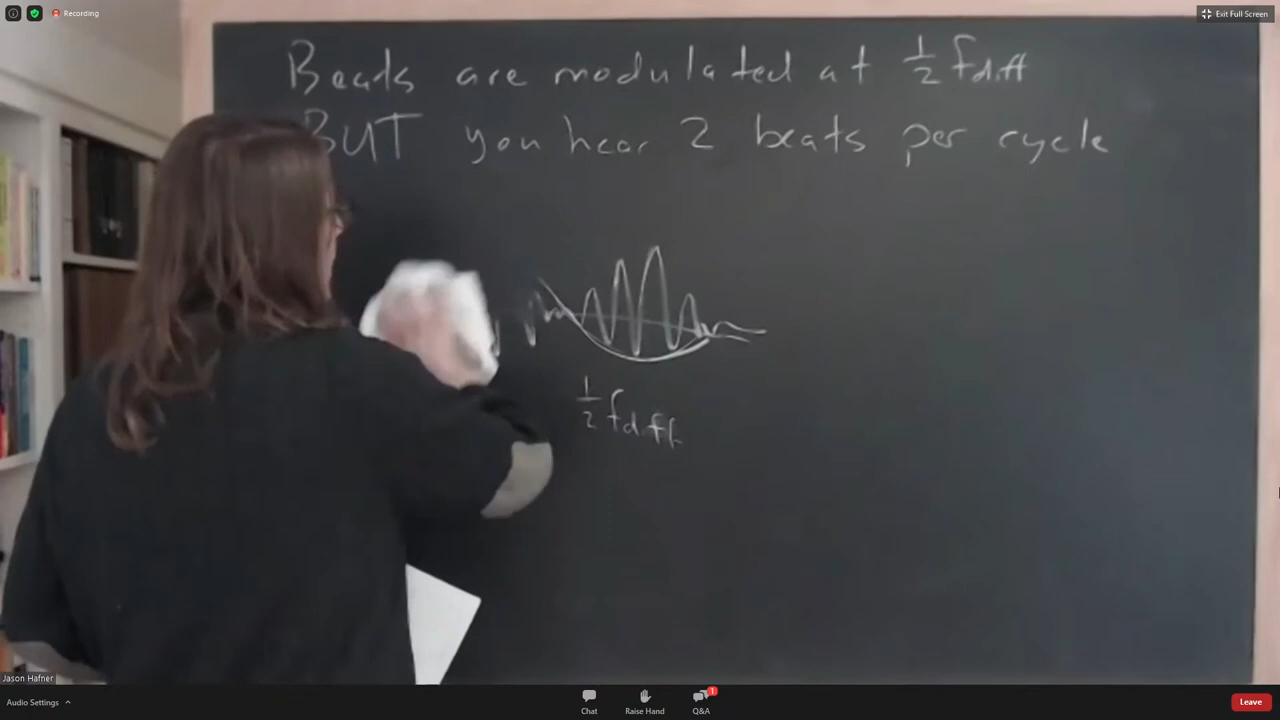 Recording
Exit Full Screen
Beats are modulated at 1/2 fdiff
BUT you hear 2 beats per cycle
1/2 fdiff
Jason Hafner
Audio Settings
Chat
Raise Hand
1
Q&A
Leave